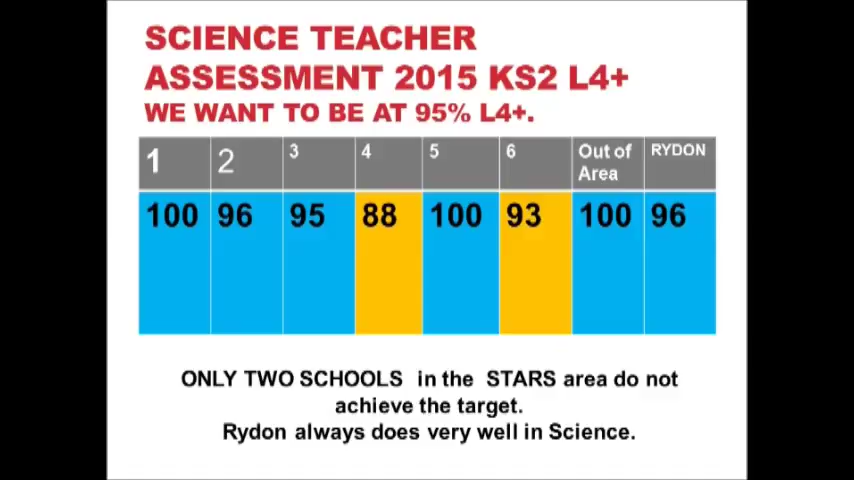 SCIENCE TEACHER
ASSESSMENT 2015 KS2 L4+
WE WANT TO BE AT 95% L4+.
1 2 3 4 5 6 Out of Area RYDON
100 96 95 88 100 93 100 96
ONLY TWO SCHOOLS in the STARS area do not
achieve the target.
Rydon always does very well in Science.